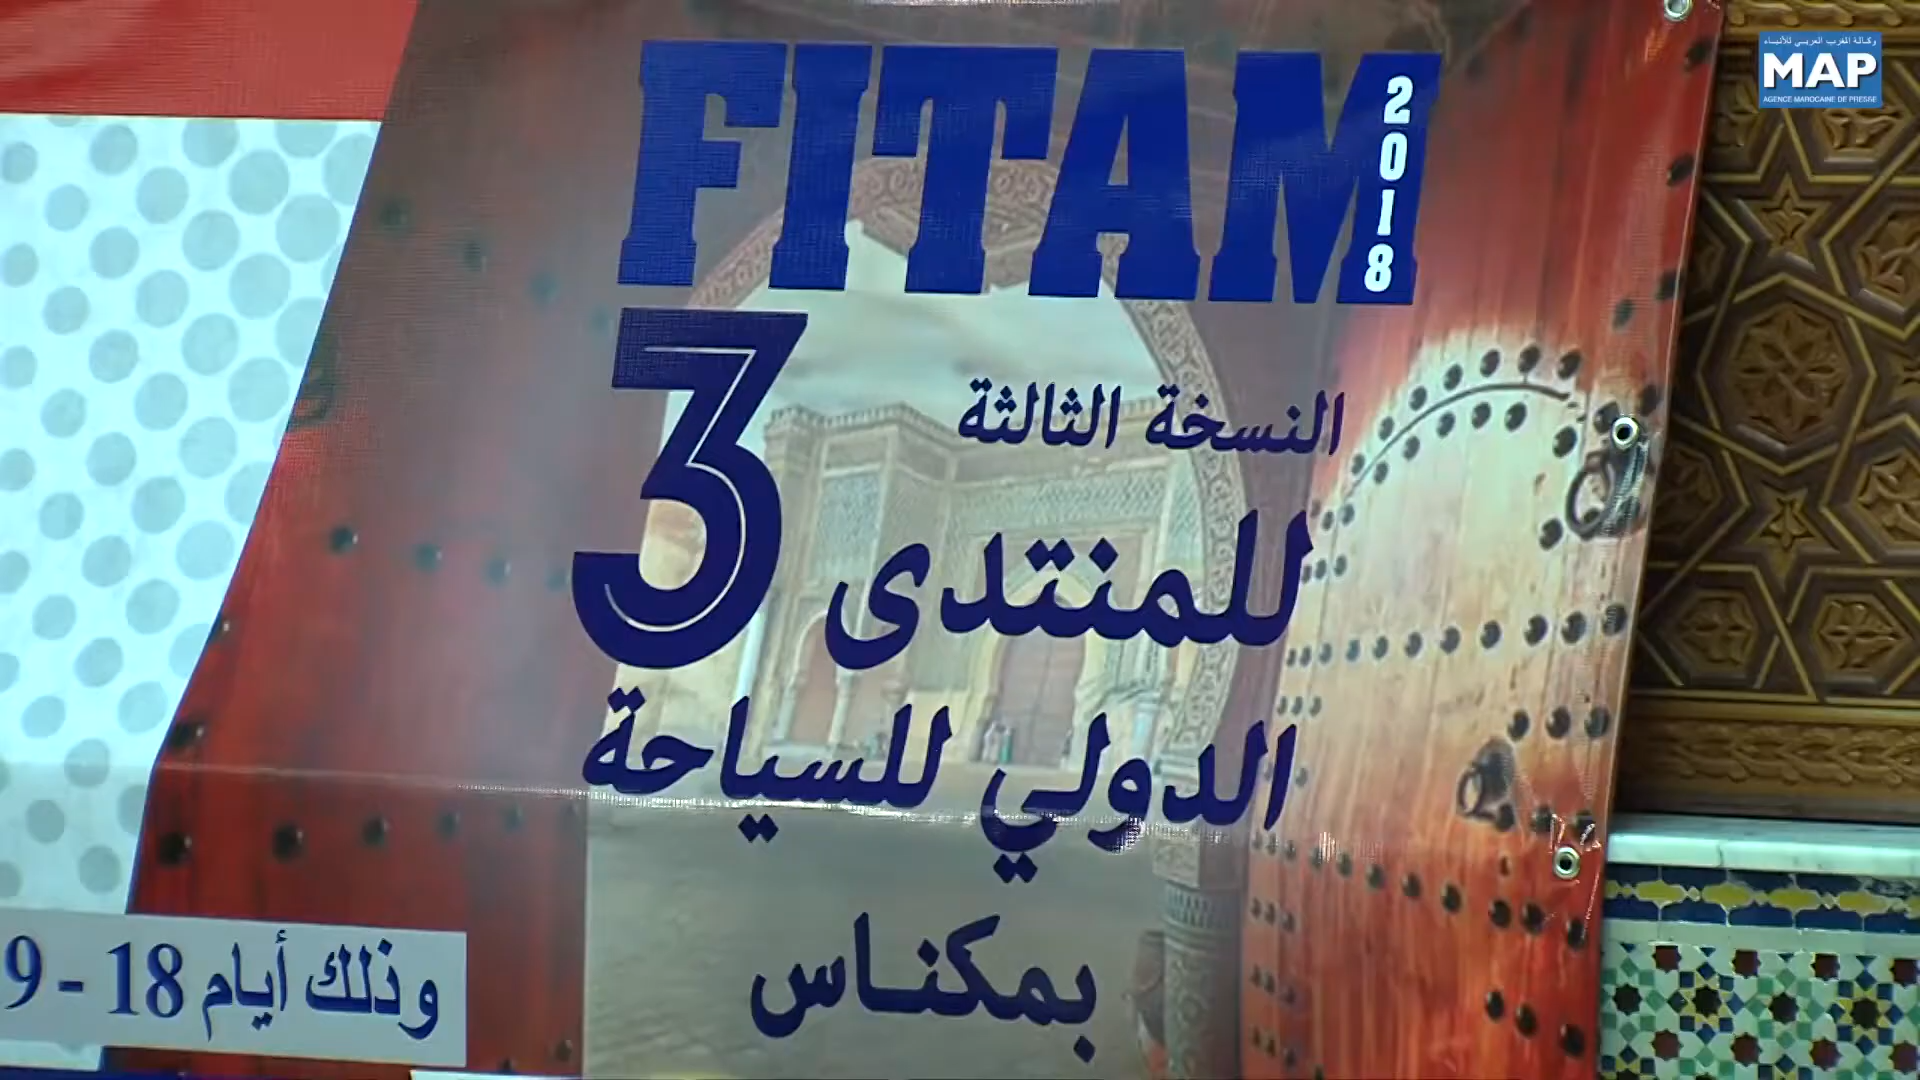 وكالة المغرب العربي للأنباء
MAP
AGENCE MAROCAINE DE PRESSE
FITAM
2018
3
النسخة الثالثة
للمنتدى
الدولي للسياحة
بمكناس
وذلك أيام 18 - 9